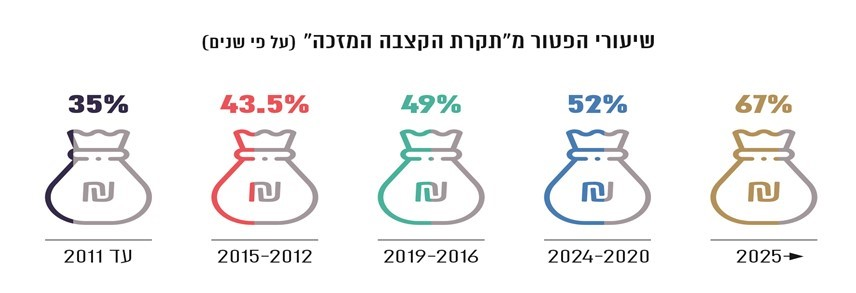 שיעורי הפטור מ"תקרת הקצבה המזכה" (על פי שנים)
35% 43.5% 49% 52% 67%
₪ ₪ ₪ ₪ ₪
עד 2011 2015-2012 2019-2016 2024-2020 2025→